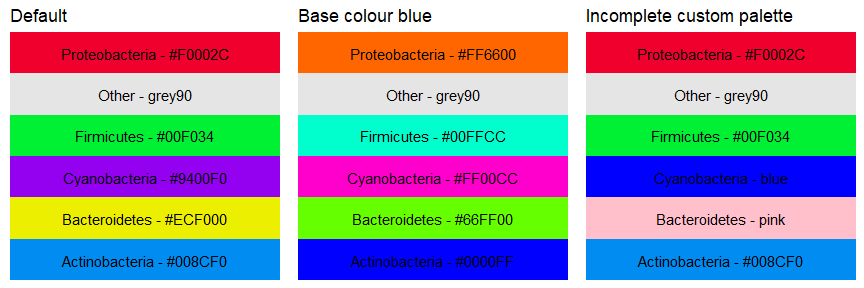 Default
Proteobacteria - #F0002C
Other - grey90
Firmicutes - #00F034
Cyanobacteria - #9400F0
Bacteroidetes - #ECF000
Actinobacteria - #008CF0
Base colour blue
Proteobacteria - #FF6600
Other - grey90
Firmicutes - #00FFCC
Cyanobacteria - #FF00CC
Bacteroidetes - #66FF00
Actinobacteria - #0000FF
Incomplete custom palette
Proteobacteria - #F0002C
Other - grey90
Firmicutes - #00F034
Cyanobacteria - blue
Bacteroidetes - pink
Actinobacteria - #008CF0